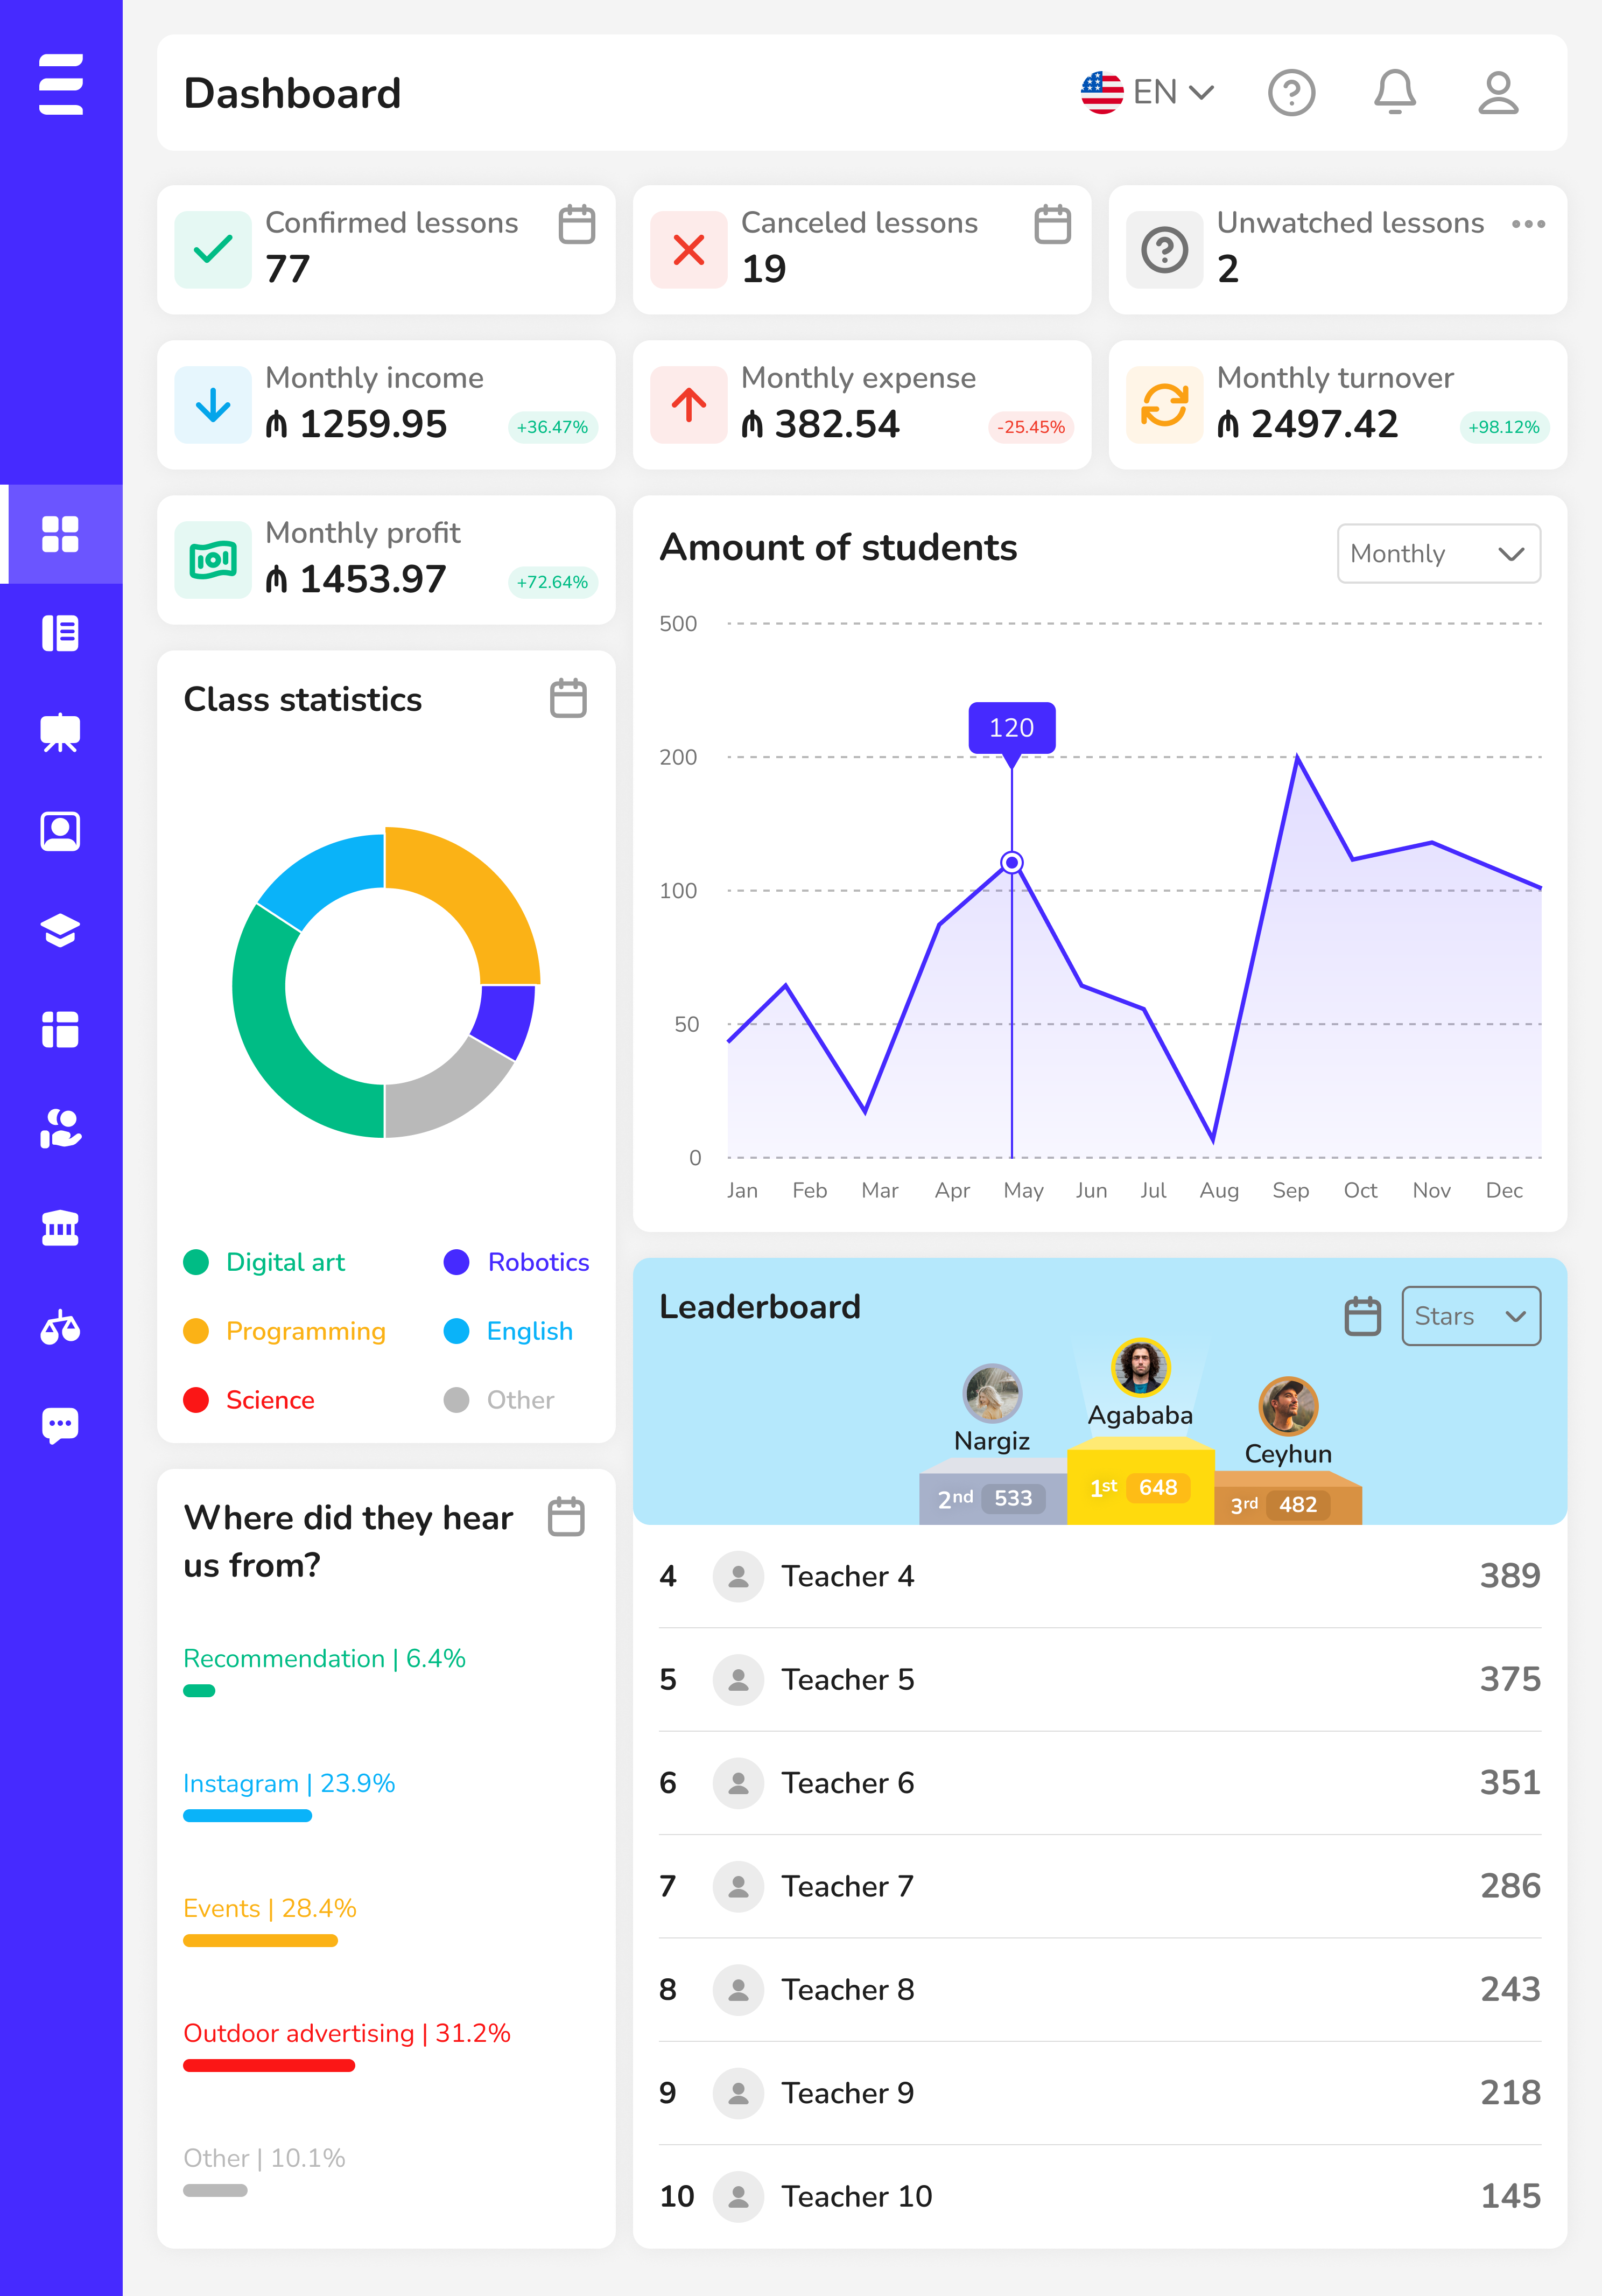 Dashboard
EN
Confirmed lessons
77
Canceled lessons
19
Unwatched lessons
2
Monthly income
₼ 1259.95
+36.47%
Monthly expense
₼ 382.54
-25.45%
Monthly turnover
₼ 2497.42
+98.12%
Monthly profit
₼ 1453.97
+72.64%
Class statistics
Digital art
Robotics
Programming
English
Science
Other
Where did they hear
us from?
Recommendation | 6.4%
Instagram | 23.9%
Events | 28.4%
Outdoor advertising | 31.2%
Other | 10.1%
Amount of students
Monthly
500
200
100
50
0
120
Jan Feb Mar Apr May Jun Jul Aug Sep Oct Nov Dec
Leaderboard
Stars
Nargiz
2nd 533
Agababa
1st 648
Ceyhun
3rd 482
4 Teacher 4 389
5 Teacher 5 375
6 Teacher 6 351
7 Teacher 7 286
8 Teacher 8 243
9 Teacher 9 218
10 Teacher 10 145